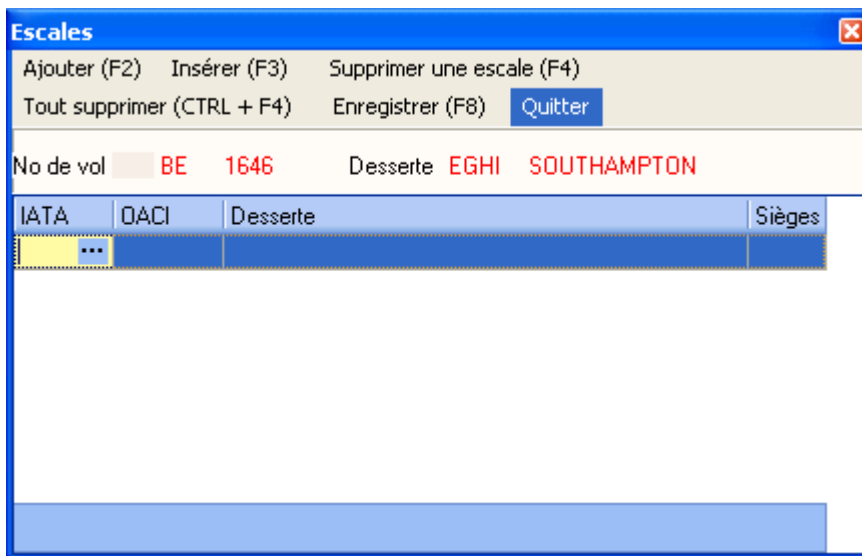 Escales
Ajouter (F2) Insérer (F3) Supprimer une escale (F4)
Tout supprimer (CTRL + F4) Enregistrer (F8) Quitter
No de vol BE 1646 Desserte EGHI SOUTHAMPTON
IATA OACI Desserte Sièges
...